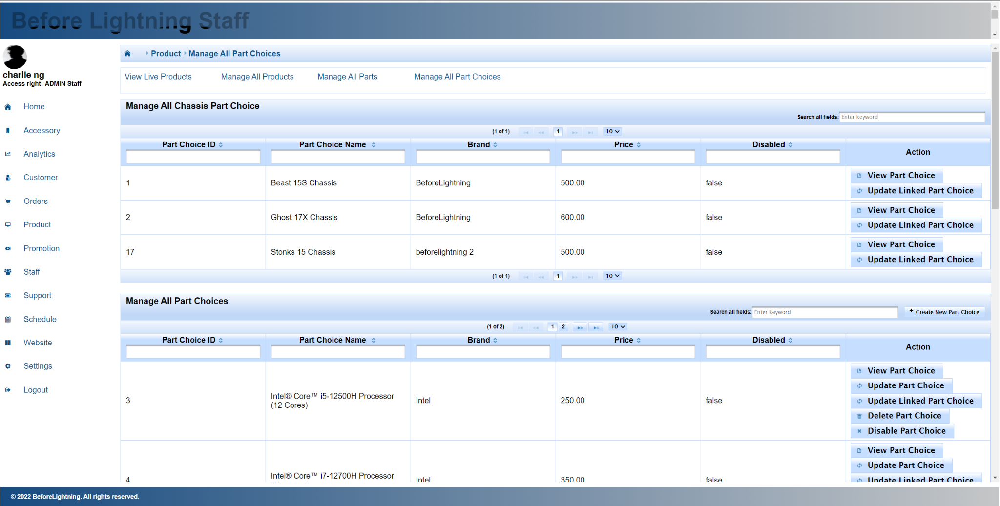 Before Lightning Staff
charlie ng
Access right: ADMIN Staff
Home
Accessory
Analytics
Customer
Orders
Product
Promotion
Staff
Support
Schedule
Website
Settings
Logout
Product Manage All Part Choices
View Live Products Manage All Products Manage All Parts Manage All Part Choices
Manage All Chassis Part Choice
Search all fields: Enter keyword
(1 of 1) 1 10
Part Choice ID Part Choice Name Brand Price Disabled Action
1 Beast 15S Chassis BeforeLightning 500.00 false
View Part Choice
Update Linked Part Choice
2 Ghost 17X Chassis BeforeLightning 600.00 false
View Part Choice
Update Linked Part Choice
17 Stonks 15 Chassis beforelightning 2 500.00 false
View Part Choice
Update Linked Part Choice
(1 of 1) 1 10
Manage All Part Choices
Search all fields: Enter keyword + Create New Part Choice
(1 of 2) 1 2 10
Part Choice ID Part Choice Name Brand Price Disabled Action
3 Intel® Core™ i5-12500H Processor
(12 Cores) Intel 250.00 false
View Part Choice
Update Part Choice
Update Linked Part Choice
Delete Part Choice
Disable Part Choice
4 Intel® Core™ i7-12700H Processor
Intel 350.00 false
View Part Choice
Update Part Choice
Update Linked Part Choice
© 2022 BeforeLightning. All rights reserved.